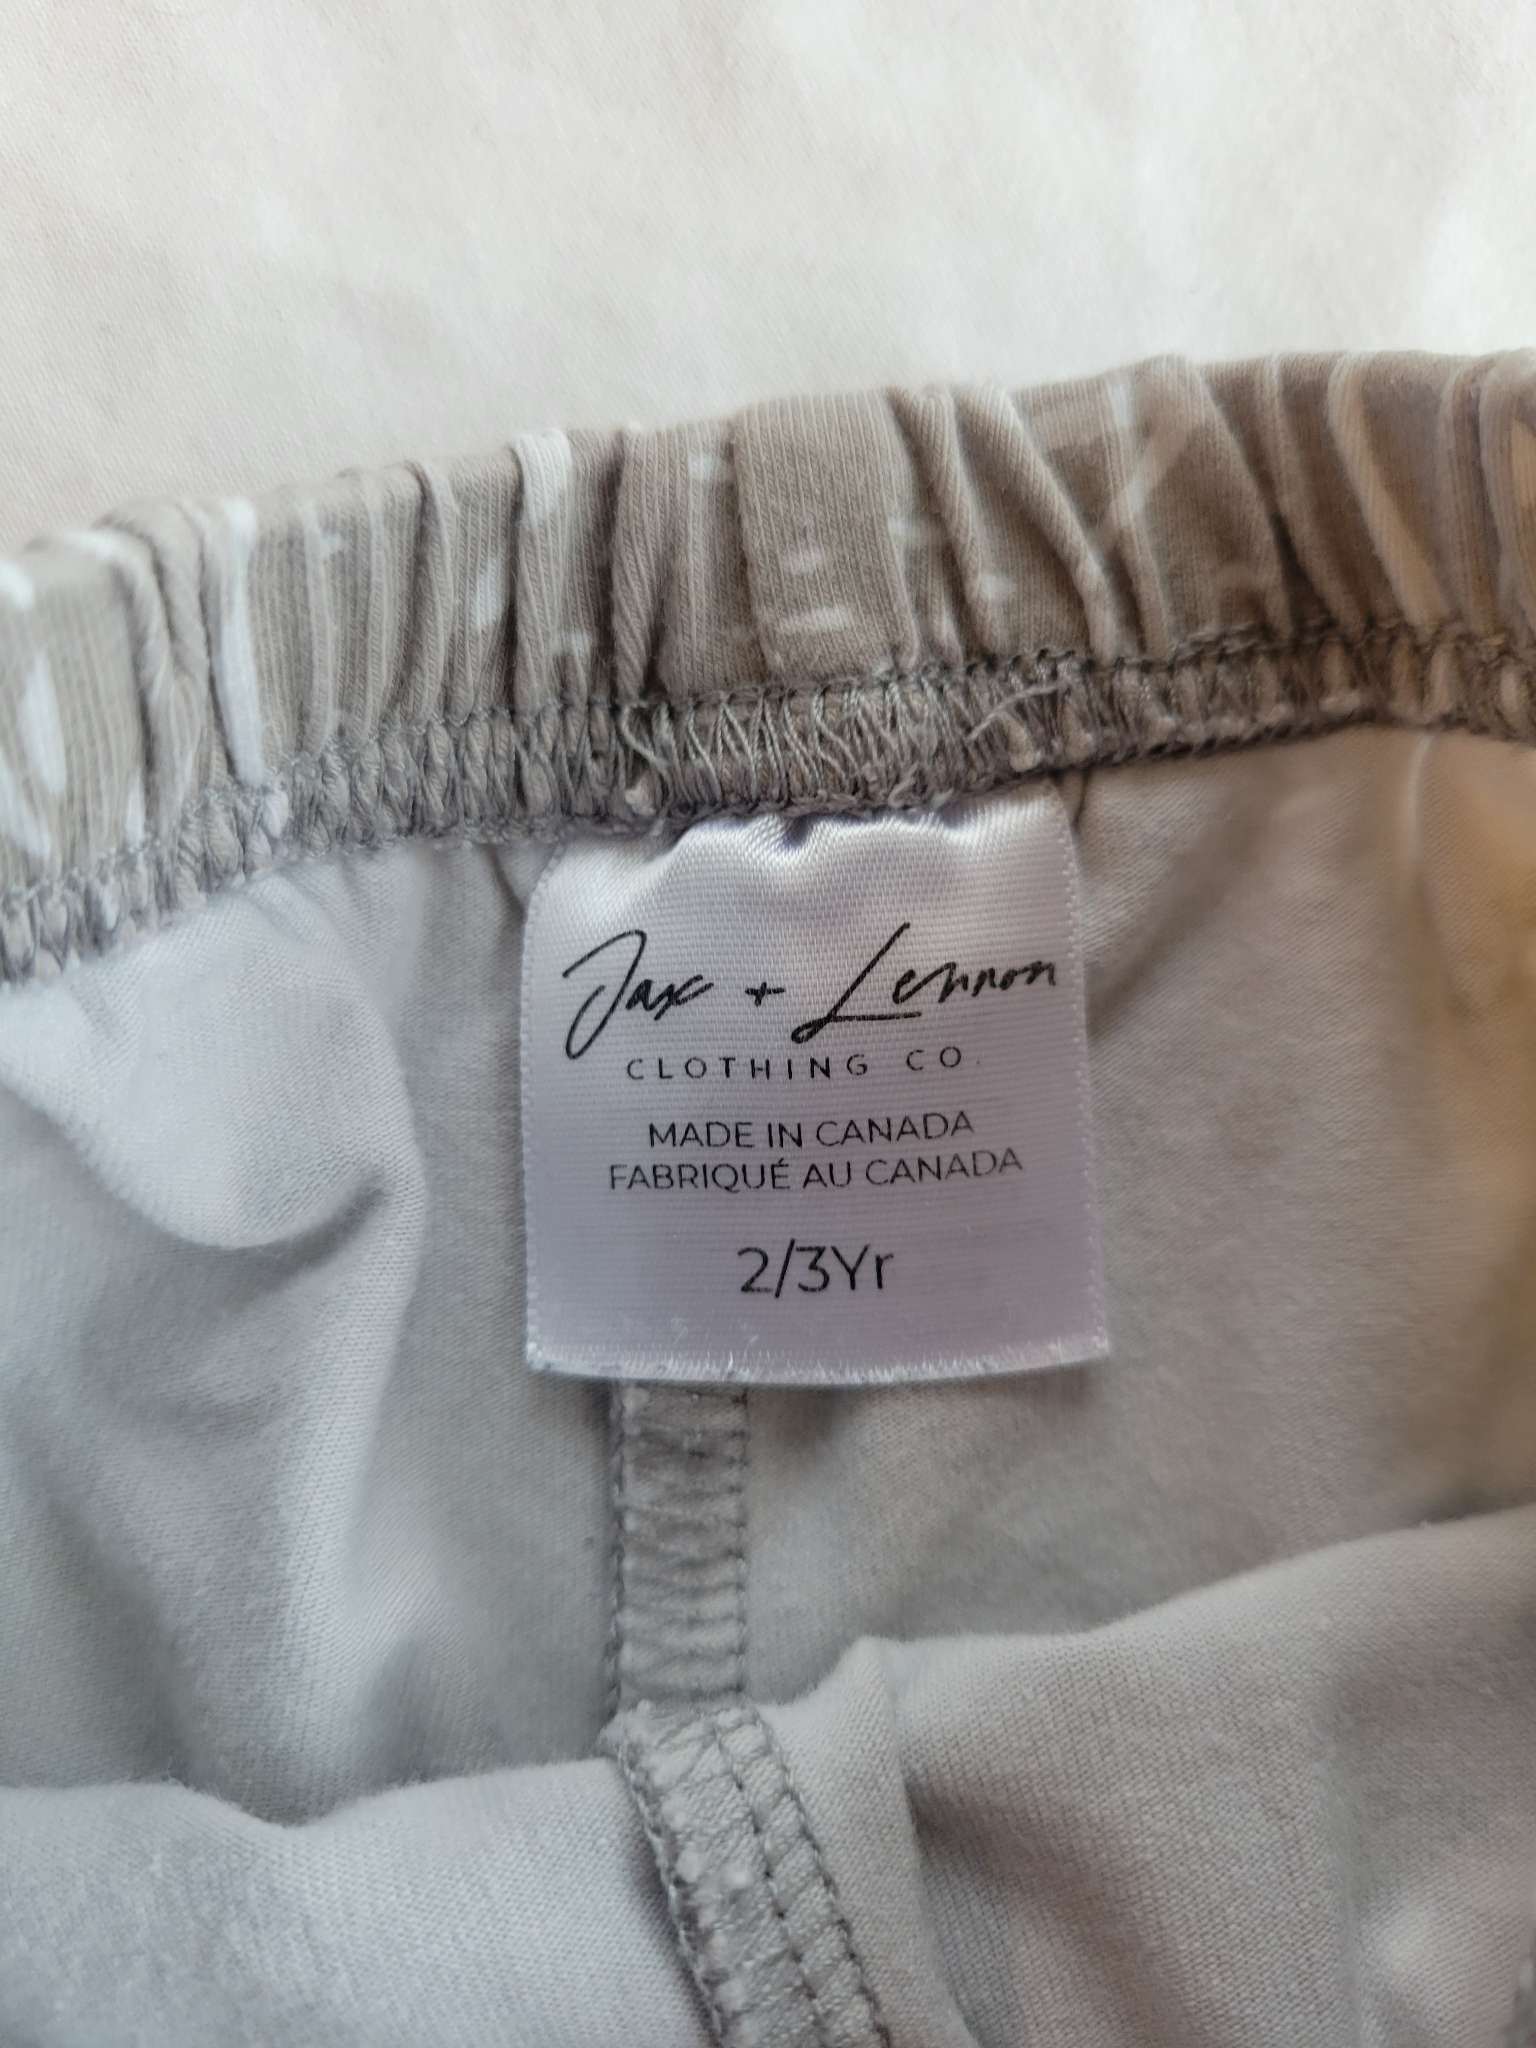 Jax + Lennon
CLOTHING CO.
MADE IN CANADA
FABRIQUÉ AU CANADA
2/3Yr